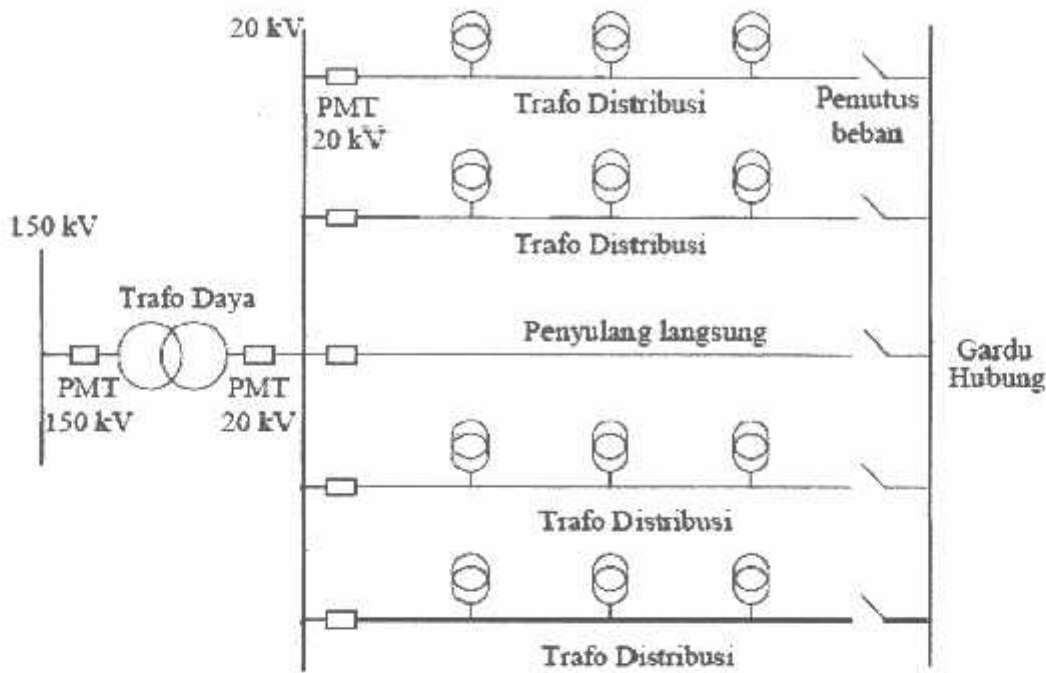 20 kV
PMT
20 kV
Trafo Distribusi
Pemutus
beban
Trafo Distribusi
150 kV
Trafo Daya
PMT
150 kV
PMT
20 kV
Penyulang langsung
Gardu
Hubung
Trafo Distribusi
Trafo Distribusi